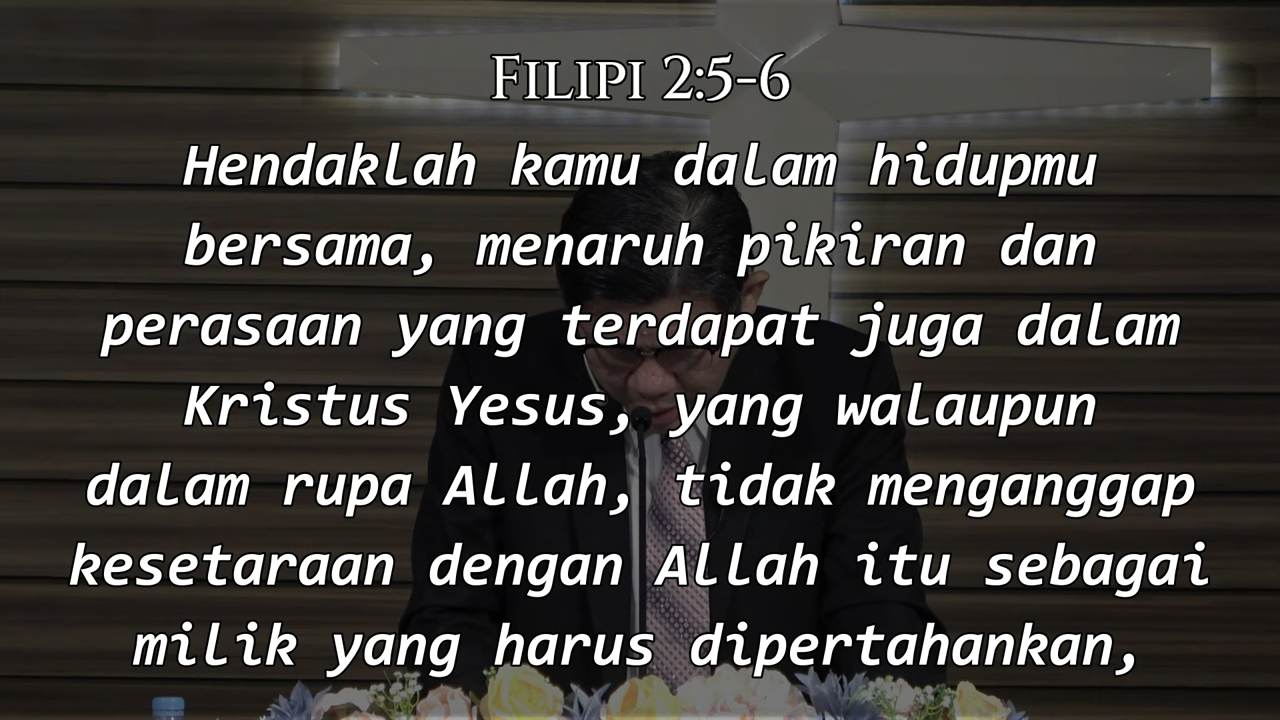 Filipi 2:5-6
Hendaklah kamu dalam hidupmu
bersama, menaruh pikiran dan
perasaan yang terdapat juga dalam
Kristus Yesus, yang walaupun
dalam rupa Allah, tidak menganggap
kesetaraan dengan Allah itu sebagai
milik yang harus dipertahankan,